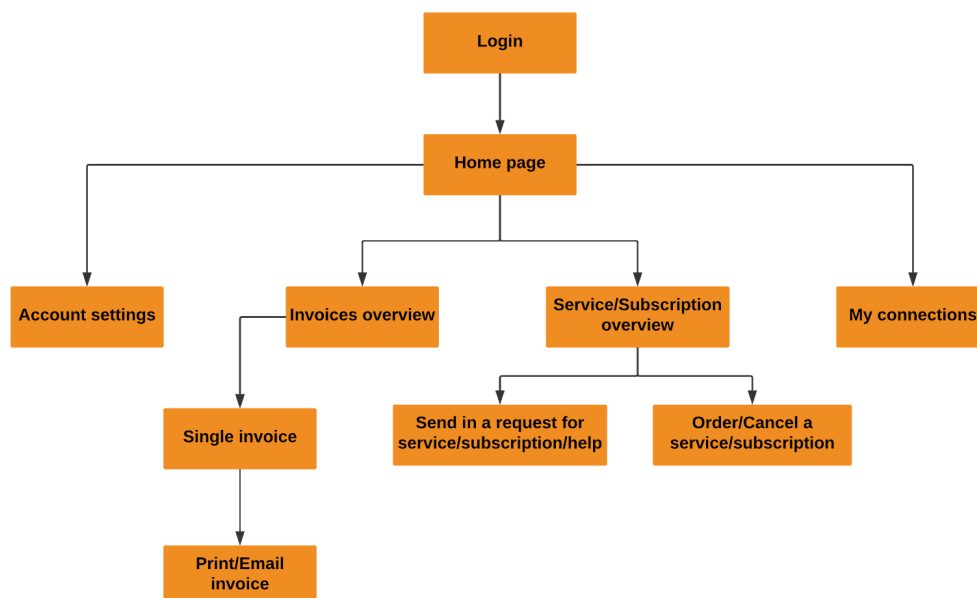 Login
Home page
Account settings
Invoices overview
Service/Subscription
overview
My connections
Single invoice
Send in a request for
service/subscription/help
Order/Cancel a
service/subscription
Print/Email
invoice